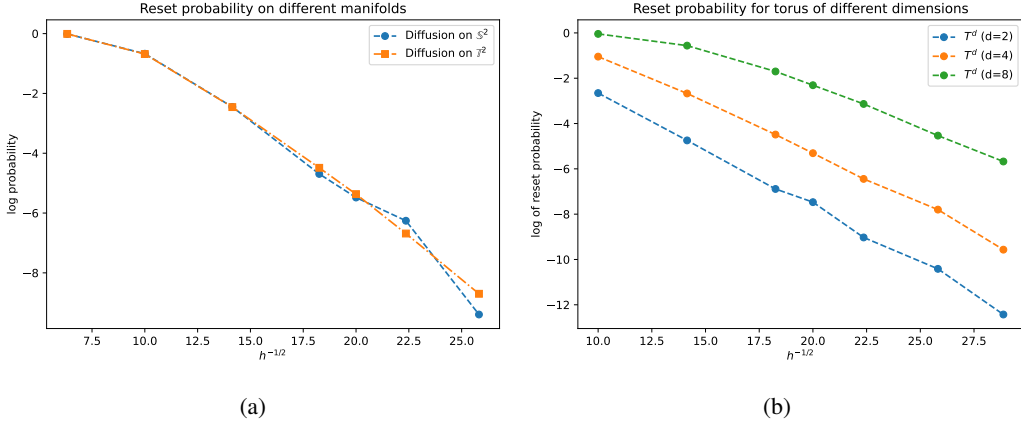 Reset probability on different manifolds
log probability
0
−2
−4
−6
−8
Diffusion on 𝕊²
Diffusion on 𝕋²
7.5 10.0 12.5 15.0 17.5 20.0 22.5 25.0
h^{-1/2}
(a)
Reset probability for torus of different dimensions
log of reset probability
0
−2
−4
−6
−8
−10
−12
T^d (d=2)
T^d (d=4)
T^d (d=8)
10.0 12.5 15.0 17.5 20.0 22.5 25.0 27.5
h^{-1/2}
(b)